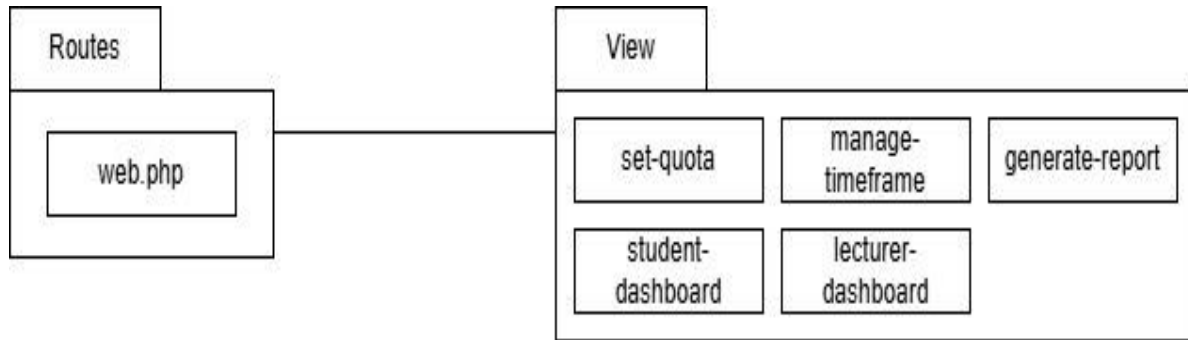 Routes
View
web.php
set-quota
manage-
timeframe
generate-report
student-
dashboard
lecturer-
dashboard